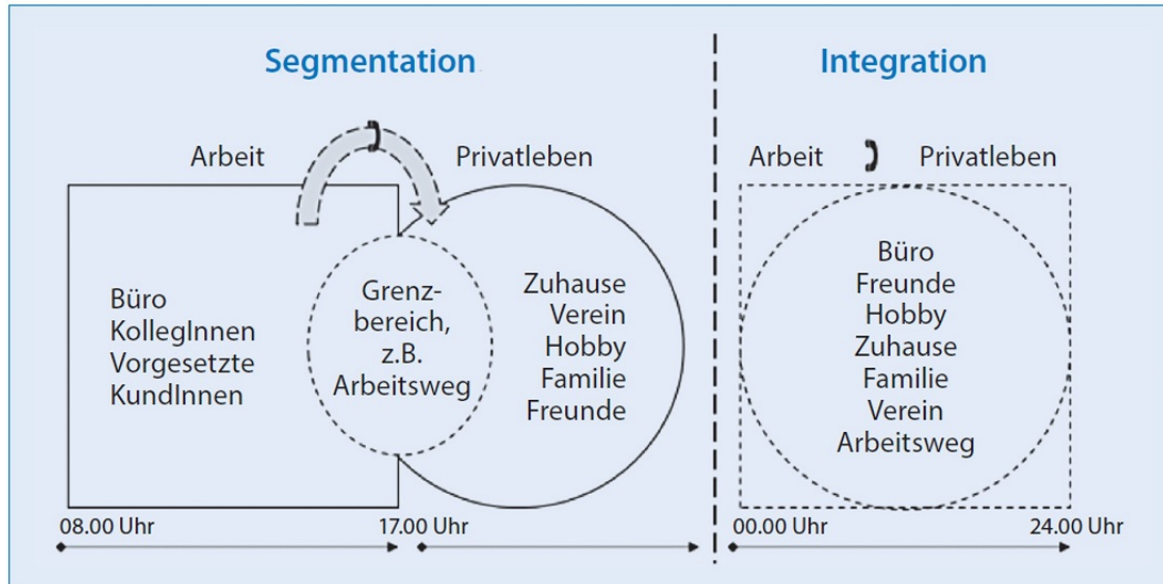 Segmentation
Arbeit
Privatleben
Büro
KollegInnen
Vorgesetzte
KundInnen
Grenz-
bereich,
z.B.
Arbeitsweg
Zuhause
Verein
Hobby
Familie
Freunde
08.00 Uhr
17.00 Uhr
Integration
Arbeit
Privatleben
Büro
Freunde
Hobby
Zuhause
Familie
Verein
Arbeitsweg
00.00 Uhr
24.00 Uhr